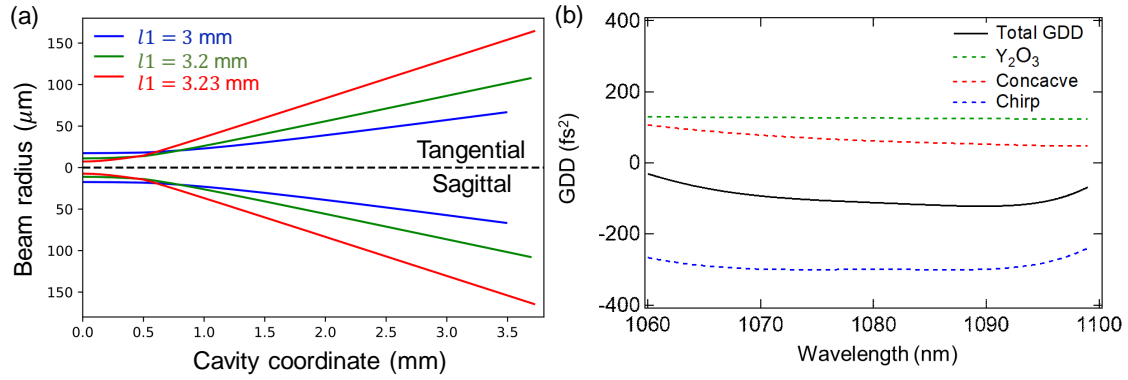 (a)
l1 = 3 mm
l1 = 3.2 mm
l1 = 3.23 mm
Tangential
Sagittal
Beam radius (μm)
150
100
50
0
50
100
150
0.0 0.5 1.0 1.5 2.0 2.5 3.0 3.5
Cavity coordinate (mm)
(b)
Total GDD
Y₂O₃
Concacve
Chirp
GDD (fs²)
400
200
0
-200
-400
1060 1070 1080 1090 1100
Wavelength (nm)